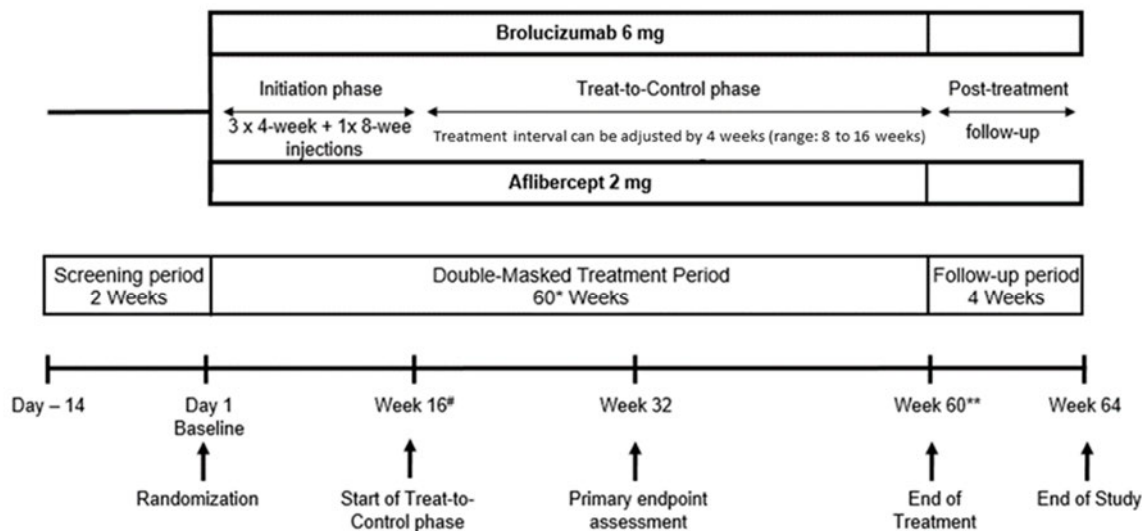 Brolucizumab 6 mg
Initiation phase
Treat-to-Control phase
Post-treatment
3 x 4-week + 1x 8-wee
injections
Treatment interval can be adjusted by 4 weeks (range: 8 to 16 weeks)
follow-up
Aflibercept 2 mg
Screening period
2 Weeks
Double-Masked Treatment Period
60* Weeks
Follow-up period
4 Weeks
Day – 14
Day 1
Baseline
Week 16#
Week 32
Week 60**
Week 64
Randomization
Start of Treat-to-
Control phase
Primary endpoint
assessment
End of
Treatment
End of Study